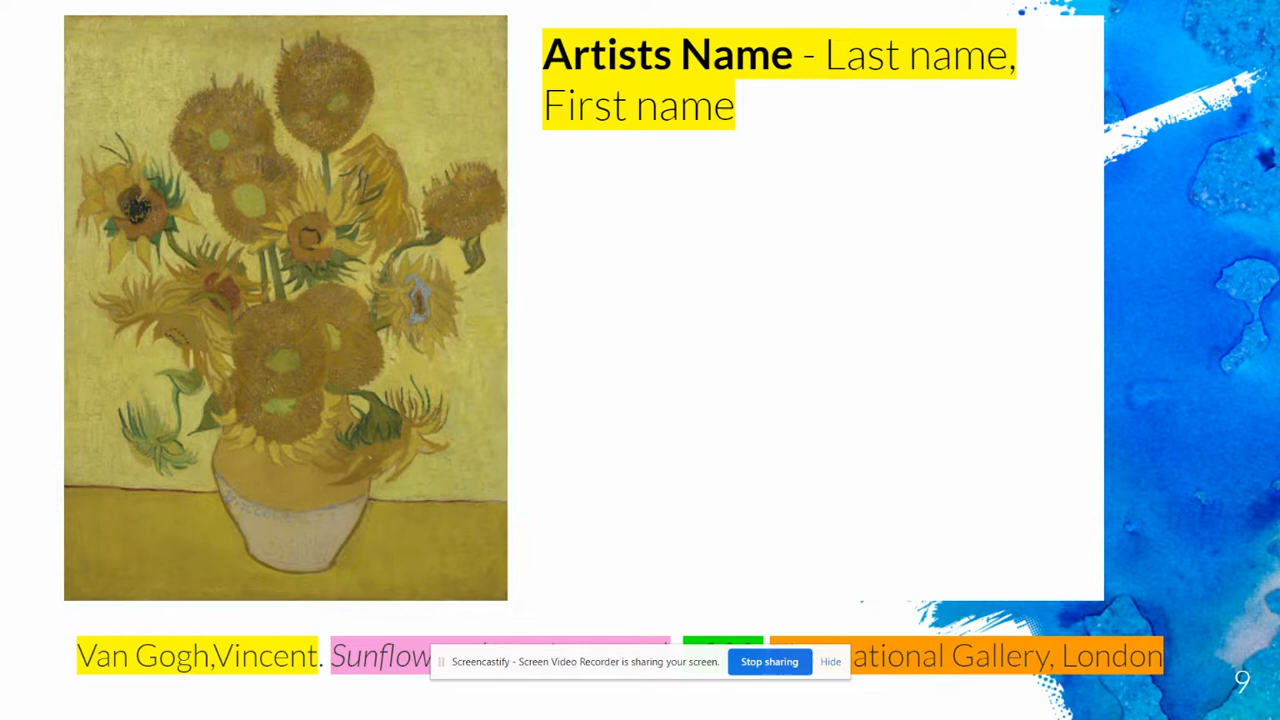 Artists Name - Last name,
First name
Van Gogh,Vincent. Sunflow ational Gallery, London
Screencastify - Screen Video Recorder is sharing your screen. Stop sharing Hide
9